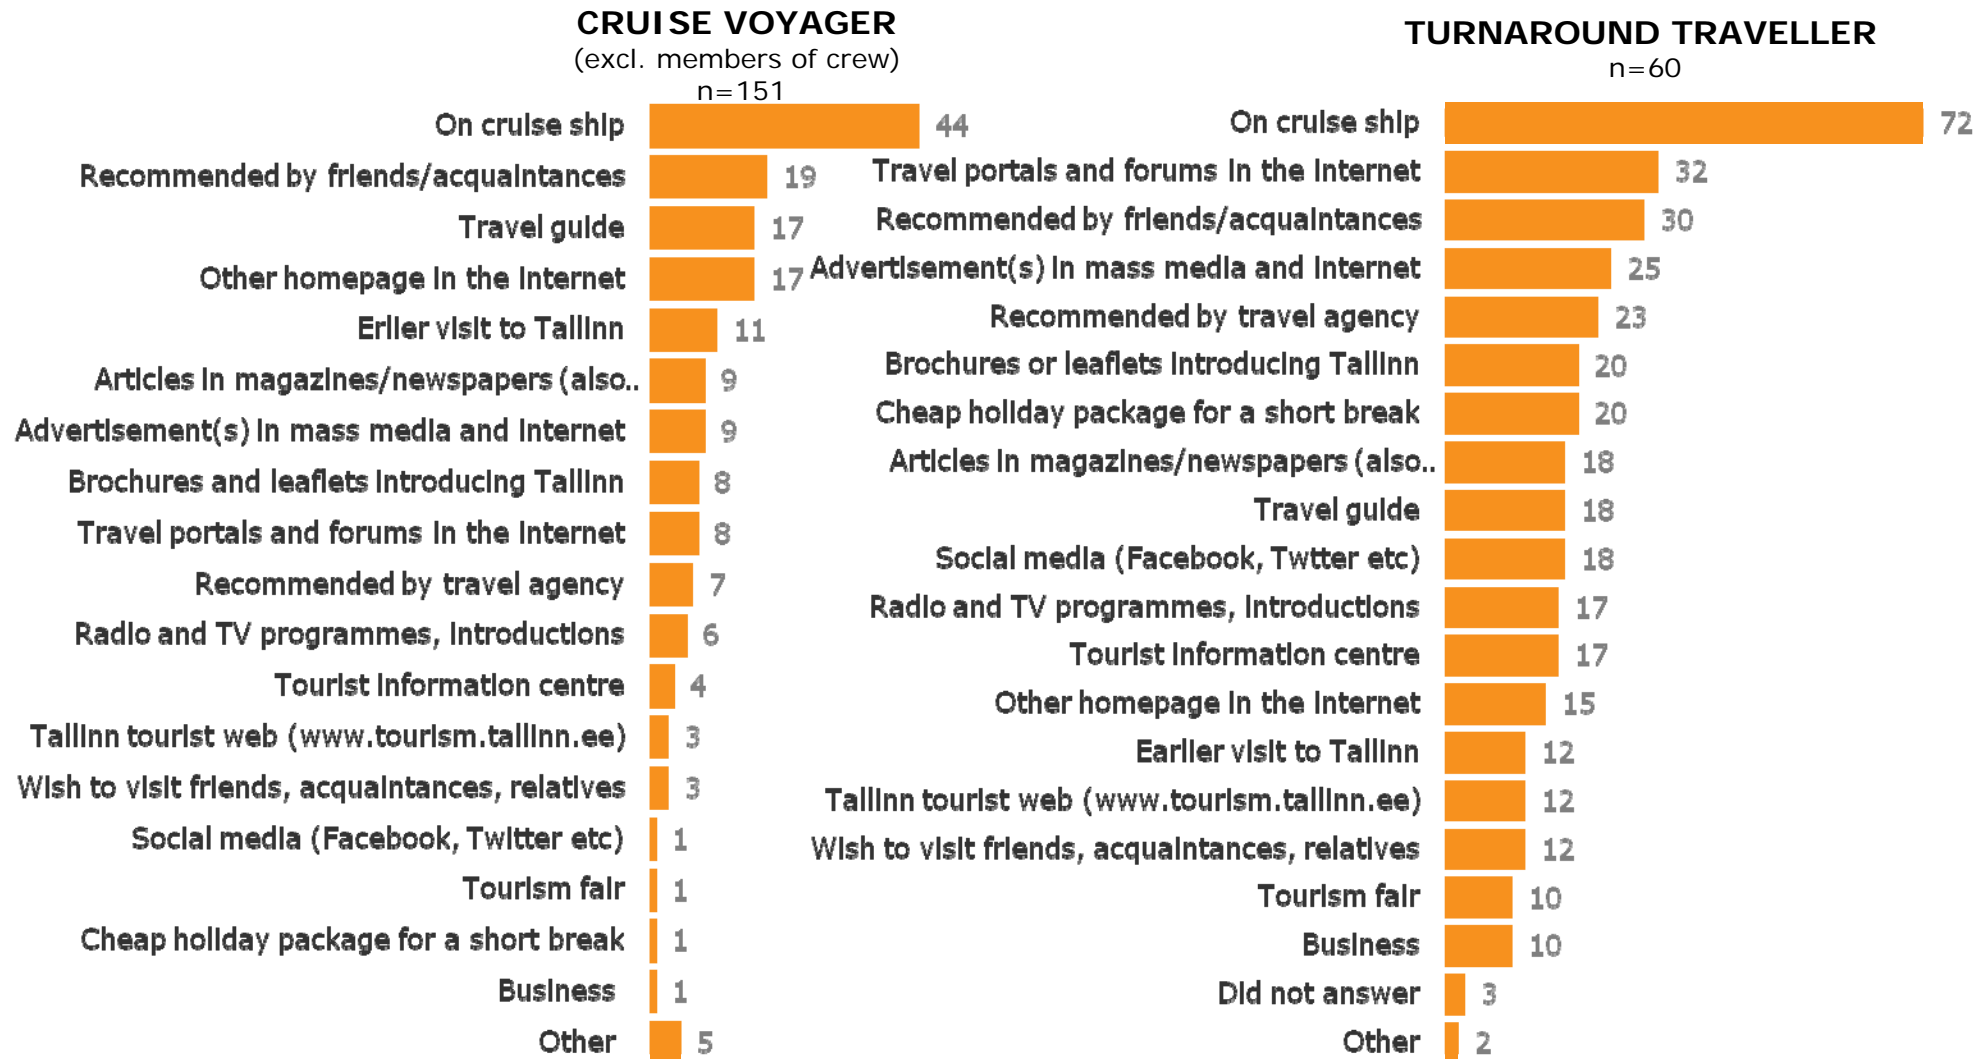 CRUISE VOYAGER
(excl. members of crew)
n=151
On cruise ship 44
Recommended by friends/acquaintances 19
Travel guide 17
Other homepage in the Internet 17
Erlier visit to Tallinn 11
Articles in magazines/newspapers (also.. 9
Advertisement(s) in mass media and Internet 9
Brochures and leaflets introducing Tallinn 8
Travel portals and forums in the Internet 8
Recommended by travel agency 7
Radio and TV programmes, introductions 6
Tourist information centre 4
Tallinn tourist web (www.tourism.tallinn.ee) 3
Wish to visit friends, acquaintances, relatives 3
Social media (Facebook, Twitter etc) 1
Tourism fair 1
Cheap holiday package for a short break 1
Business 1
Other 5
TURNAROUND TRAVELLER
n=60
On cruise ship 72
Travel portals and forums in the Internet 32
Recommended by friends/acquaintances 30
Advertisement(s) in mass media and Internet 25
Recommended by travel agency 23
Brochures or leaflets introducing Tallinn 20
Cheap holiday package for a short break 20
Articles in magazines/newspapers (also.. 18
Travel guide 18
Social media (Facebook, Twtter etc) 18
Radio and TV programmes, introductions 17
Tourist information centre 17
Other homepage in the Internet 15
Earlier visit to Tallinn 12
Tallinn tourist web (www.tourism.tallinn.ee) 12
Wish to visit friends, acquaintances, relatives 12
Tourism fair 10
Business 10
Did not answer 3
Other 2